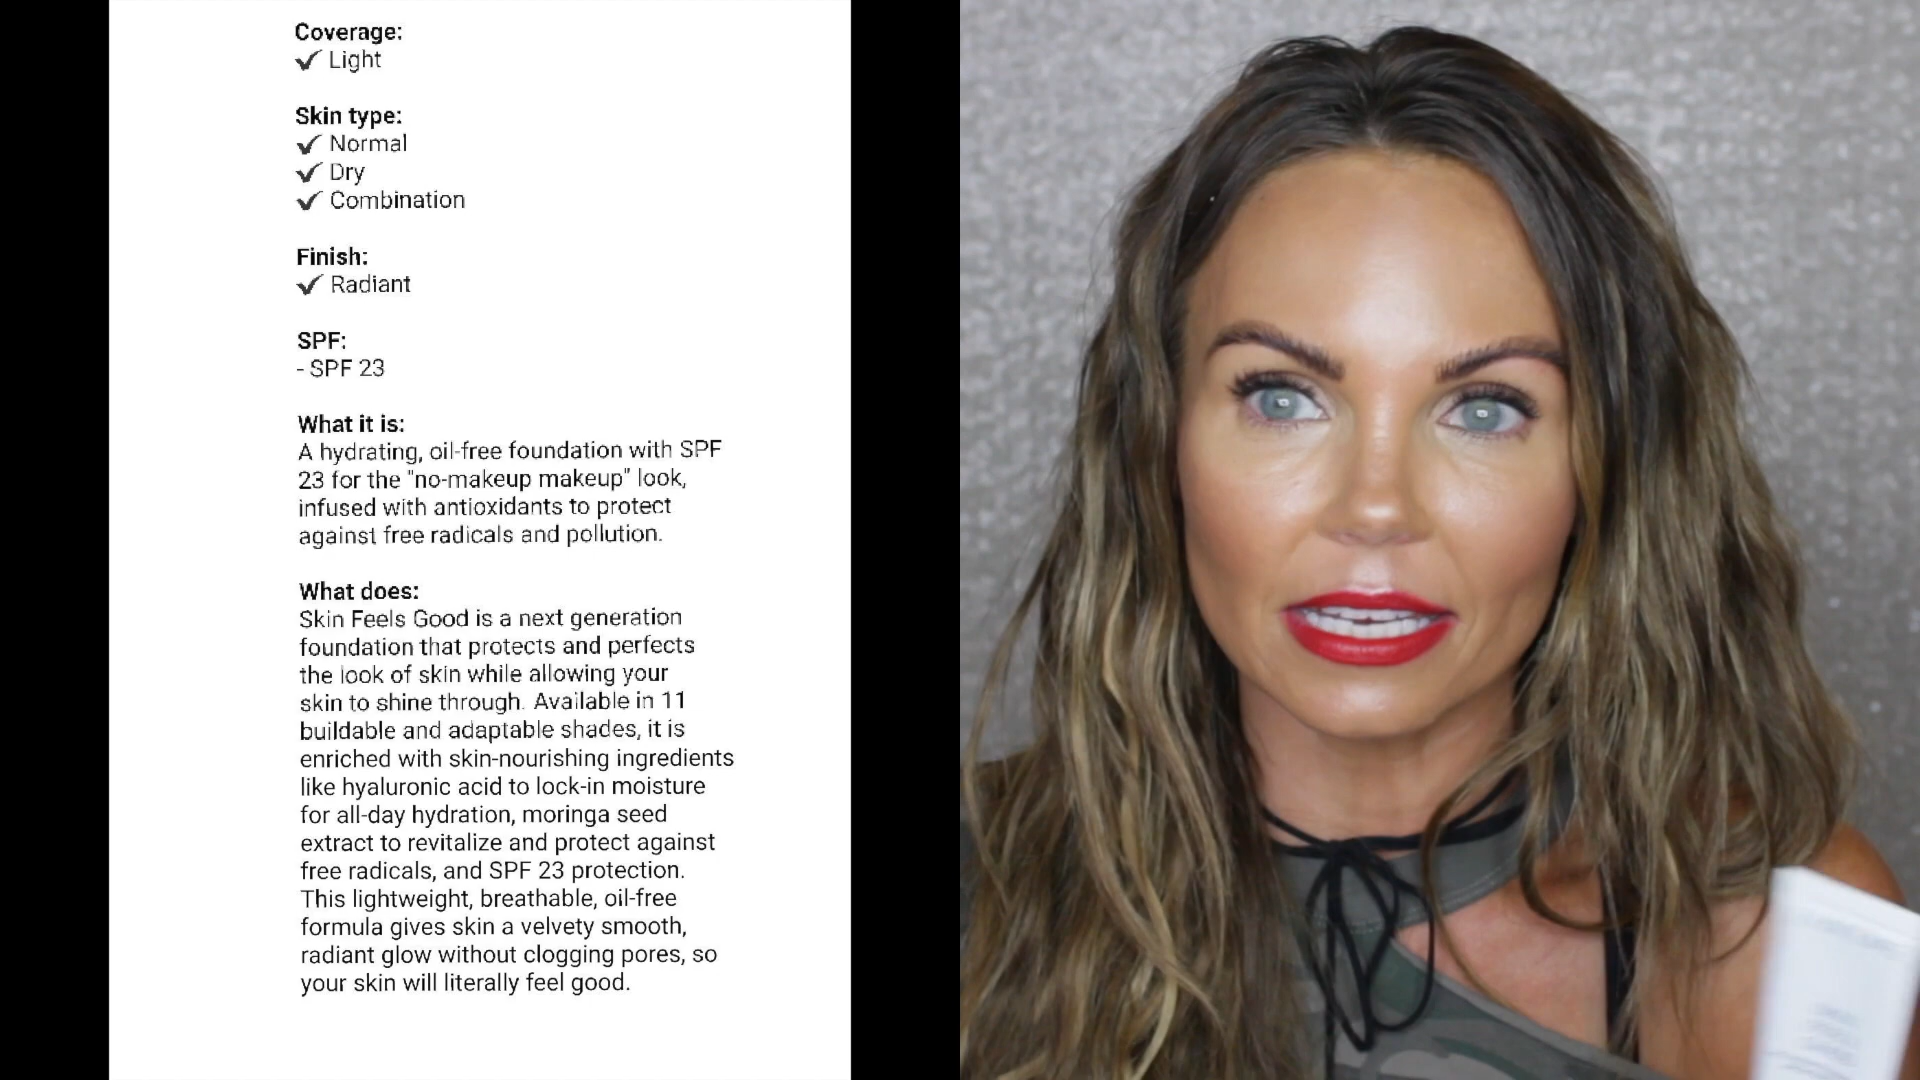 Coverage:
✓ Light
Skin type:
✓ Normal
✓ Dry
✓ Combination
Finish:
✓ Radiant
SPF:
- SPF 23
What it is:
A hydrating, oil-free foundation with SPF
23 for the "no-makeup makeup" look,
infused with antioxidants to protect
against free radicals and pollution.
What does:
Skin Feels Good is a next generation
foundation that protects and perfects
the look of skin while allowing your
skin to shine through. Available in 11
buildable and adaptable shades, it is
enriched with skin-nourishing ingredients
like hyaluronic acid to lock-in moisture
for all-day hydration, moringa seed
extract to revitalize and protect against
free radicals, and SPF 23 protection.
This lightweight, breathable, oil-free
formula gives skin a velvety smooth,
radiant glow without clogging pores, so
your skin will literally feel good.